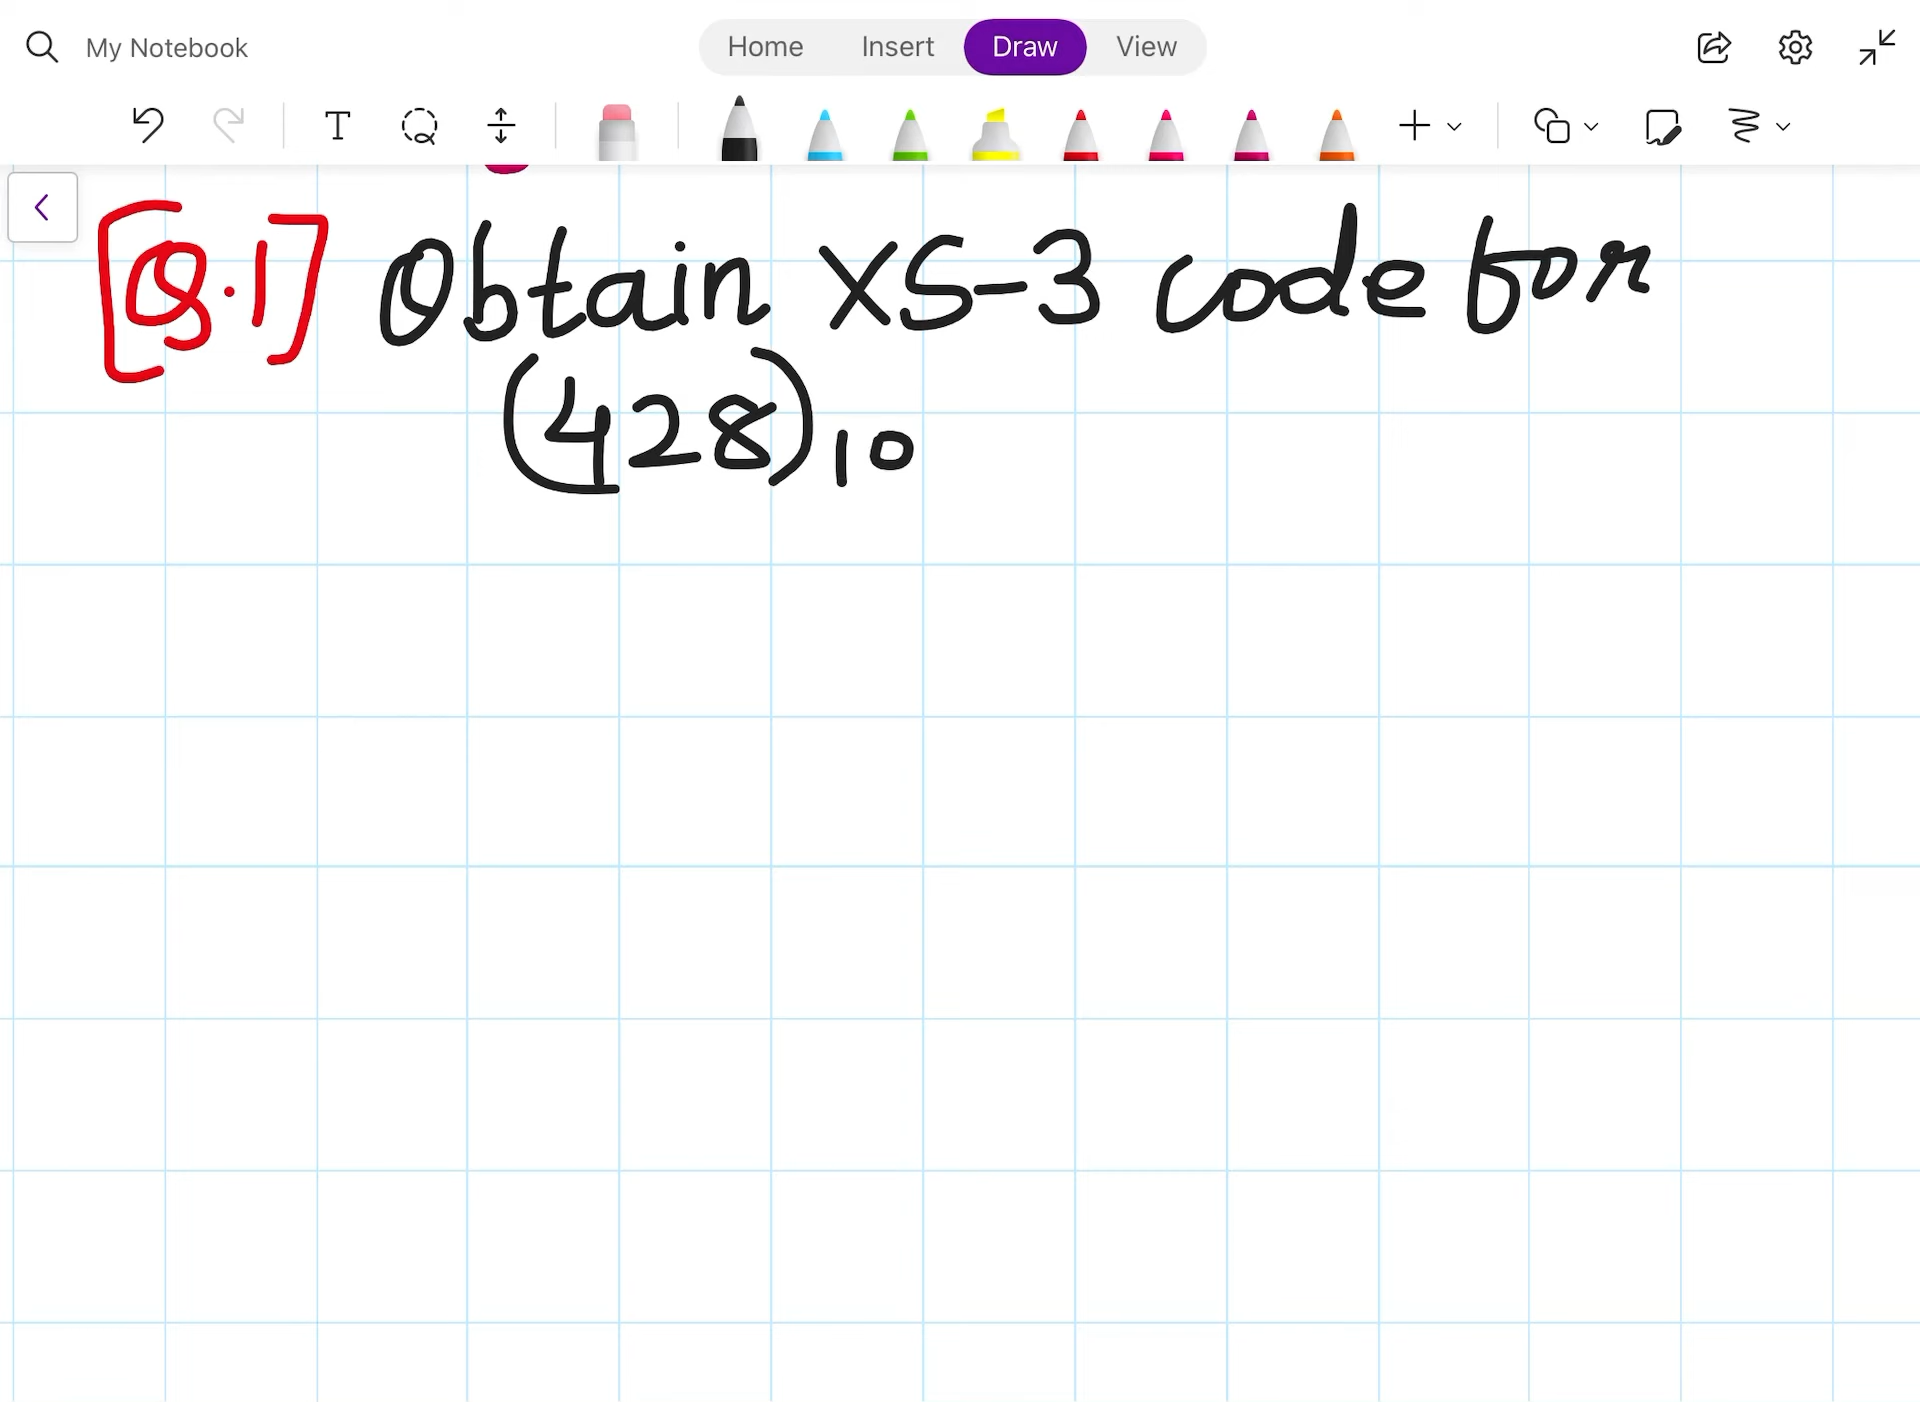 My Notebook
Home Insert Draw View
T
[Q.1] Obtain XS-3 code for
(428)10